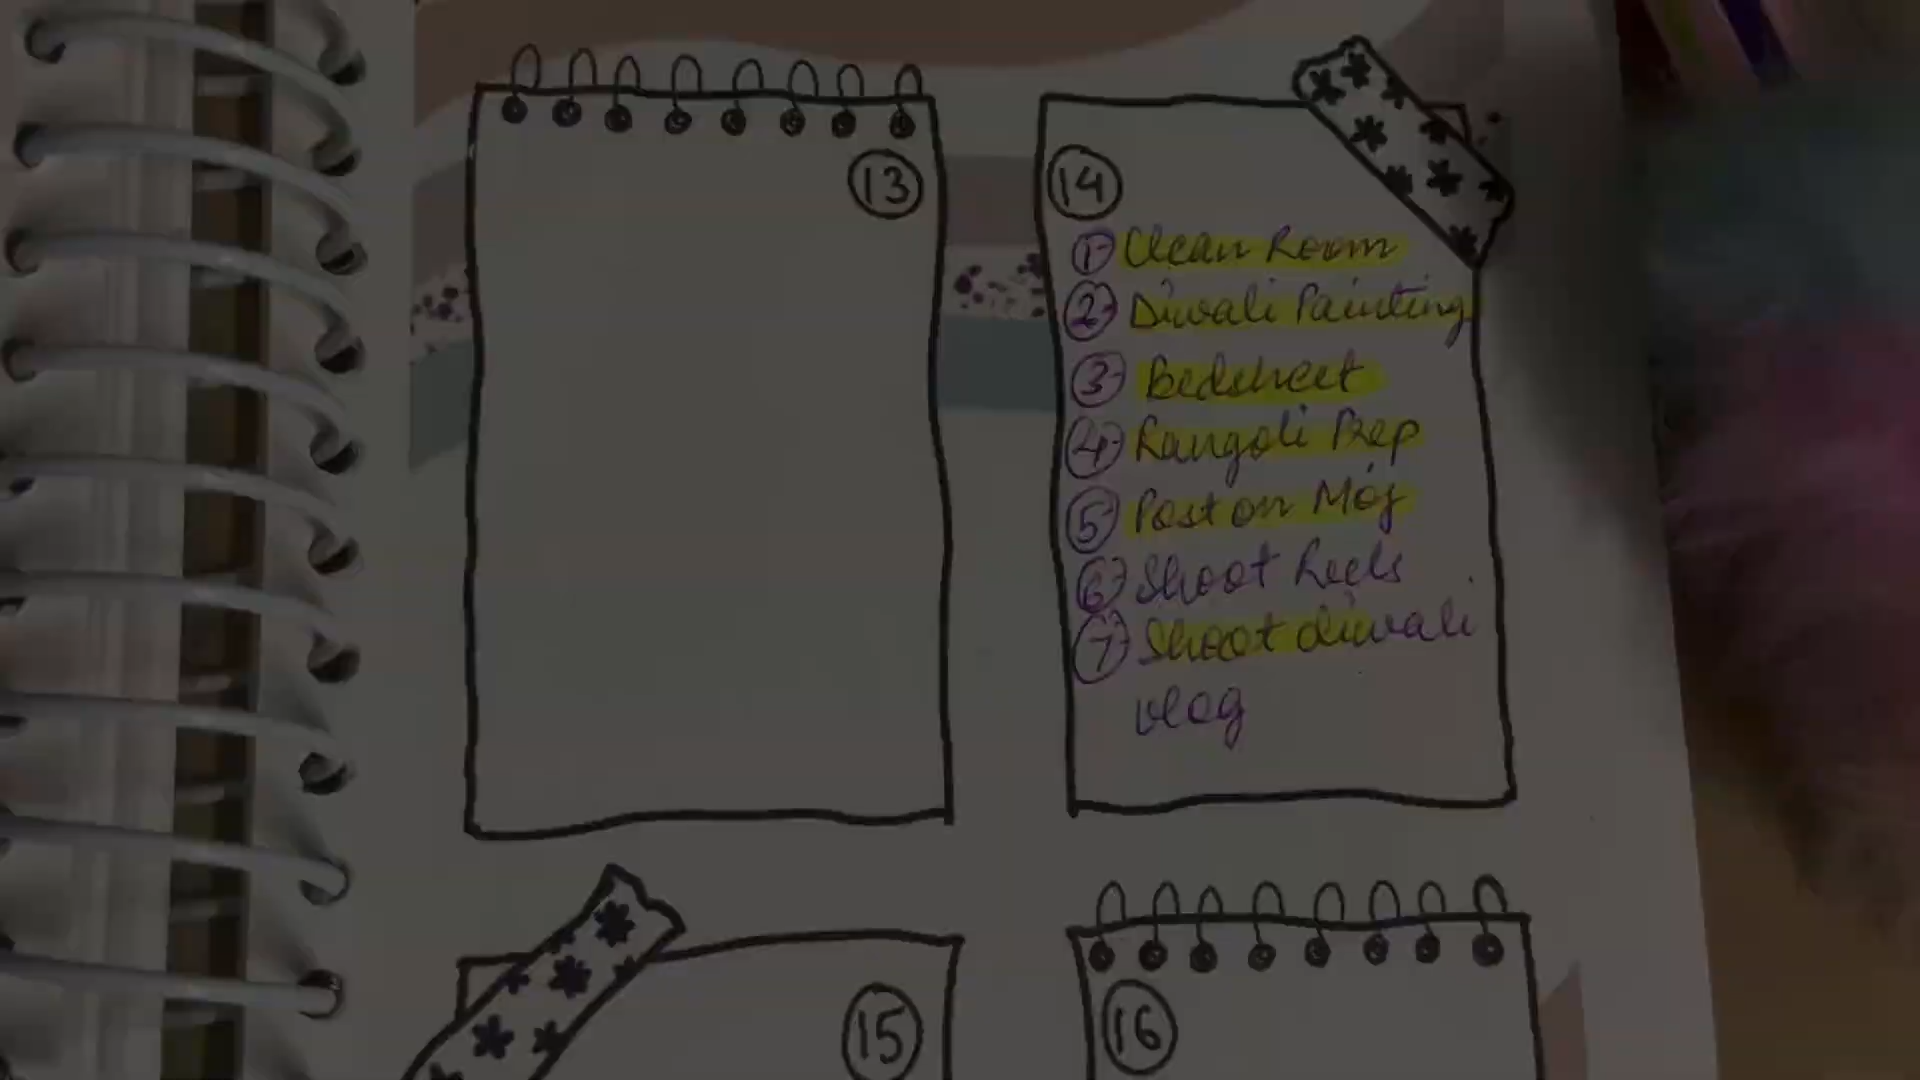 13
14
1 Clean Room
2 Diwali Painting
3 Bedsheet
4 Rangoli Prep
5 Post on Moj
6 Shoot Reels
7 Shoot diwali
vlog
15
16